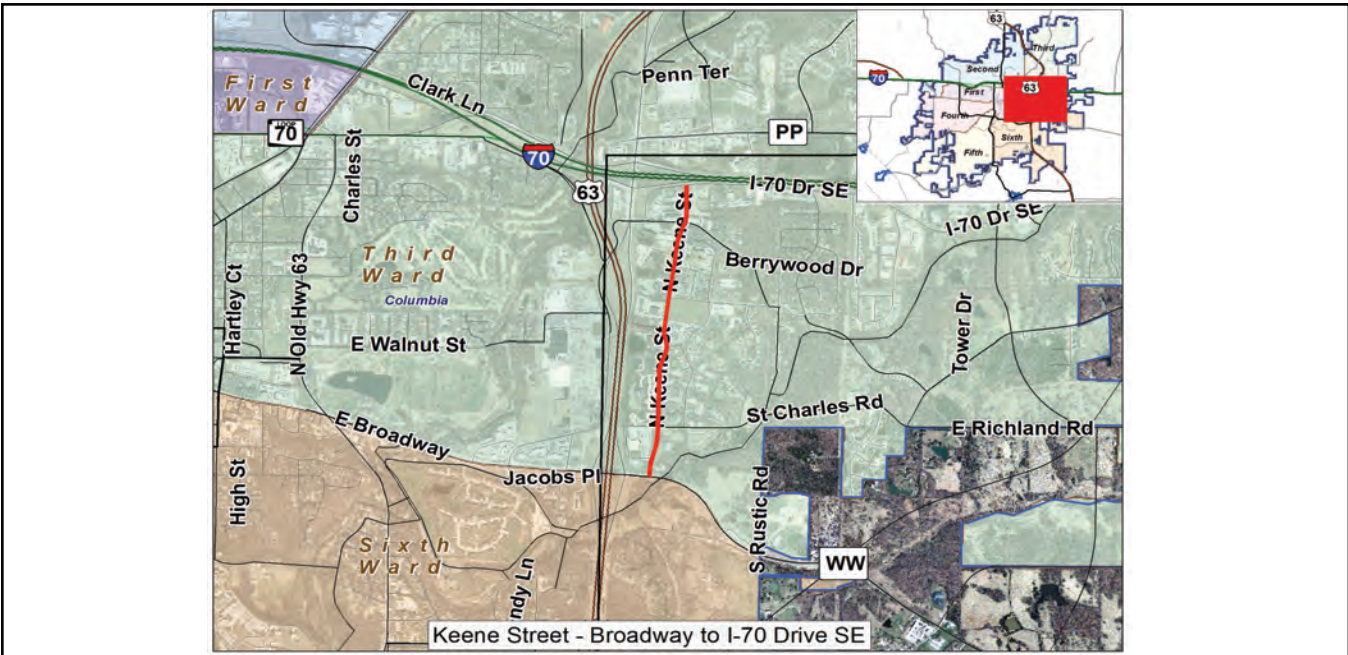 First
Ward
LOOP
70
Clark Ln
Charles St
Penn Ter
PP
70
63
I-70 Dr SE
N Keene St
Berrywood Dr
I-70 Dr SE
Third
Ward
Columbia
Hartley Ct
N Old Hwy 63
E Walnut St
N Keene St
Tower Dr
St Charles Rd
E Richland Rd
E Broadway
High St
Jacobs Pl
S Rustic Rd
Sixth
Ward
ndy Ln
WW
Keene Street - Broadway to I-70 Drive SE
63
Third
Second
70
First
63
Fourth
Sixth
Fifth